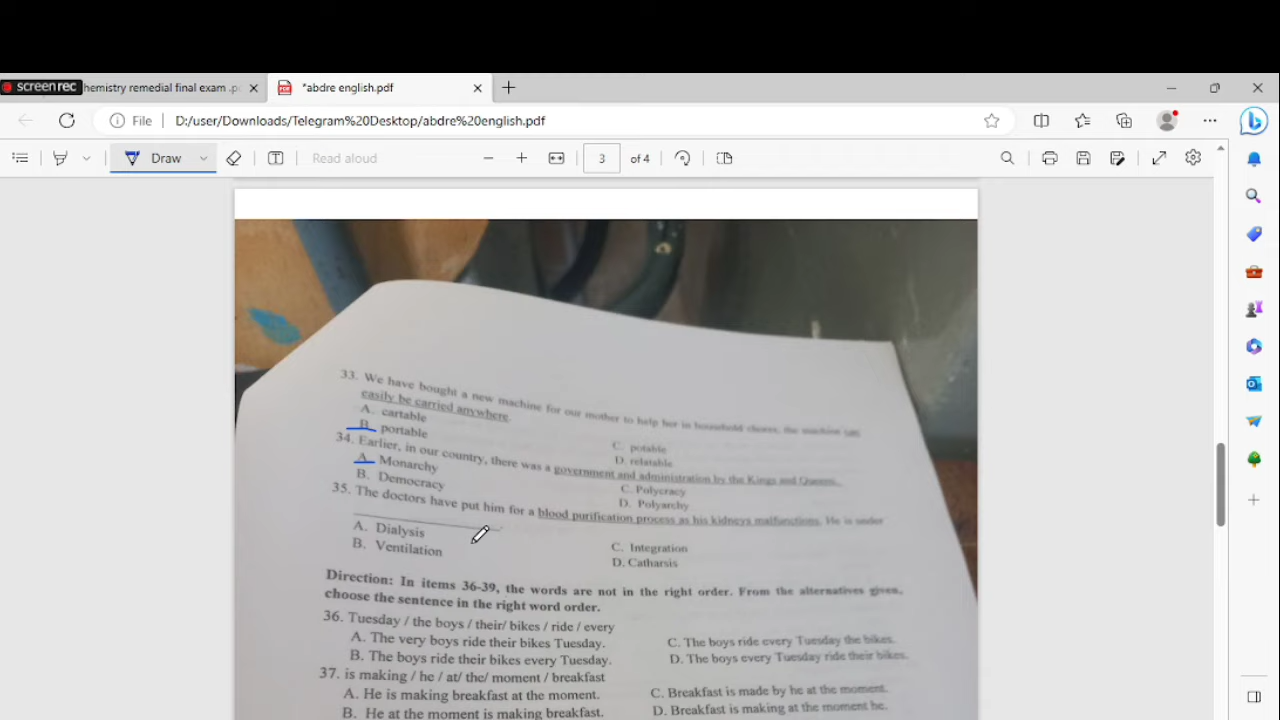 screenrec
hemistry remedial final exam .p
*abdre english.pdf
File D:/user/Downloads/Telegram%20Desktop/abdre%20english.pdf
Draw Read aloud 3 of 4
33. We have bought a new machine for our mother to help her in household chores, the machine can
easily be carried anywhere.
A. cartable C. potable
B. portable D. relatable
34. Earlier, in our country, there was a government and administration by the Kings and Queens.
A. Monarchy C. Polycracy
B. Democracy D. Polyarchy
35. The doctors have put him for a blood purification process as his kidneys malfunctions. He is under
A. Dialysis C. Integration
B. Ventilation D. Catharsis
Direction: In items 36-39, the words are not in the right order. From the alternatives given,
choose the sentence in the right word order.
36. Tuesday / the boys / their/ bikes / ride / every
A. The very boys ride their bikes Tuesday. C. The boys ride every Tuesday the bikes.
B. The boys ride their bikes every Tuesday. D. The boys every Tuesday ride their bikes.
37. is making / he / at/ the/ moment / breakfast
A. He is making breakfast at the moment. C. Breakfast is made by he at the moment.
B. He at the moment is making breakfast. D. Breakfast is making at the moment he.